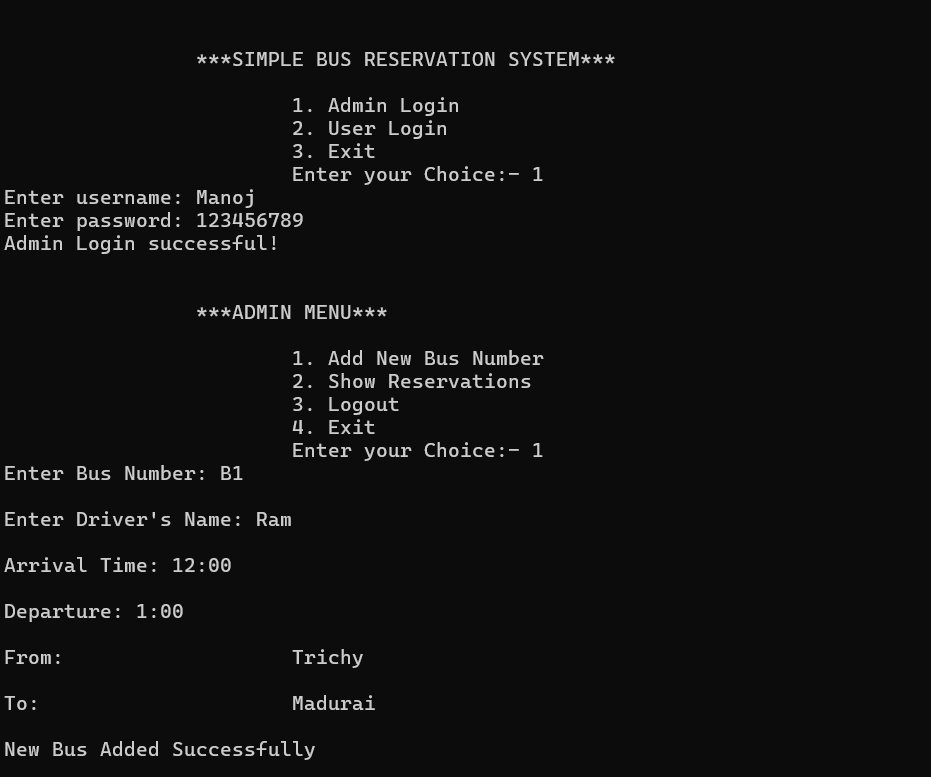 ***SIMPLE BUS RESERVATION SYSTEM***
1. Admin Login
2. User Login
3. Exit
Enter your Choice:- 1
Enter username: Manoj
Enter password: 123456789
Admin Login successful!
***ADMIN MENU***
1. Add New Bus Number
2. Show Reservations
3. Logout
4. Exit
Enter your Choice:- 1
Enter Bus Number: B1
Enter Driver's Name: Ram
Arrival Time: 12:00
Departure: 1:00
From: Trichy
To: Madurai
New Bus Added Successfully